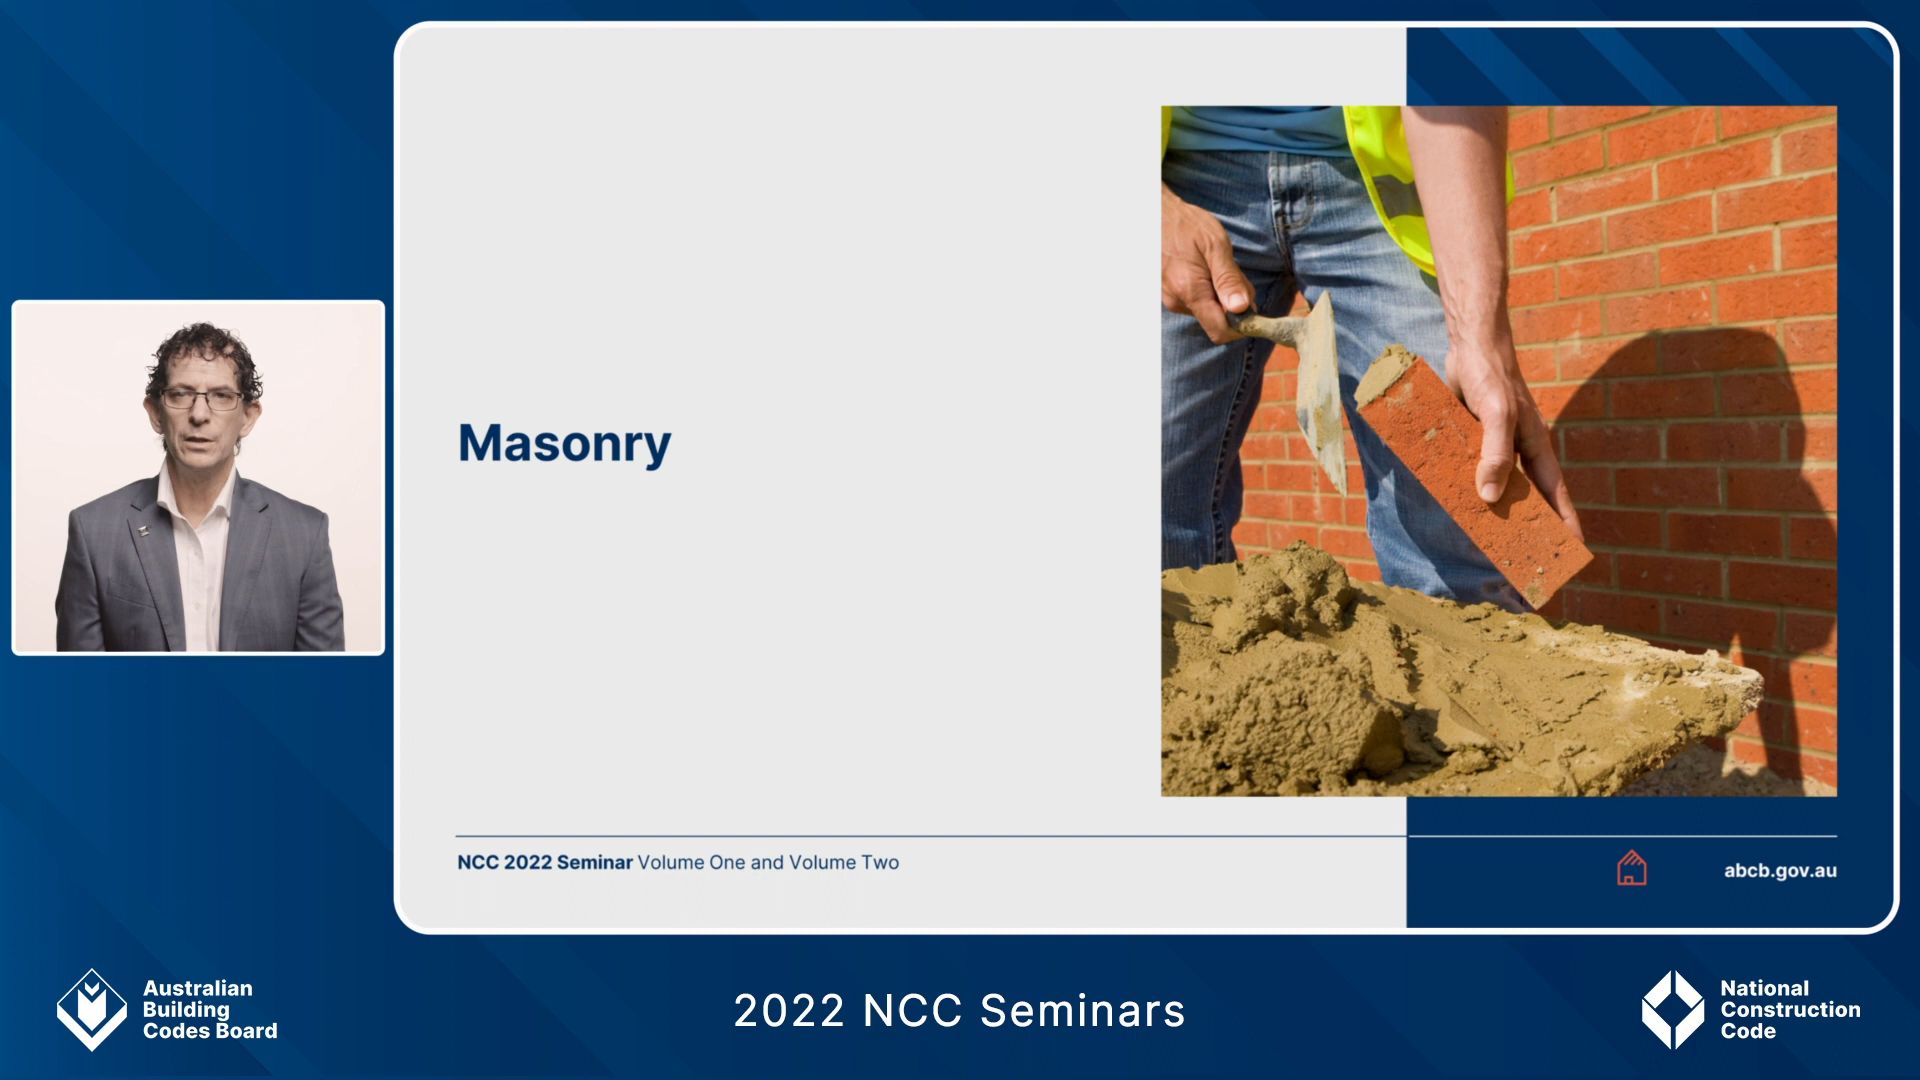 Masonry
NCC 2022 Seminar Volume One and Volume Two
abcb.gov.au
Australian
Building
Codes Board
2022 NCC Seminars
National
Construction
Code